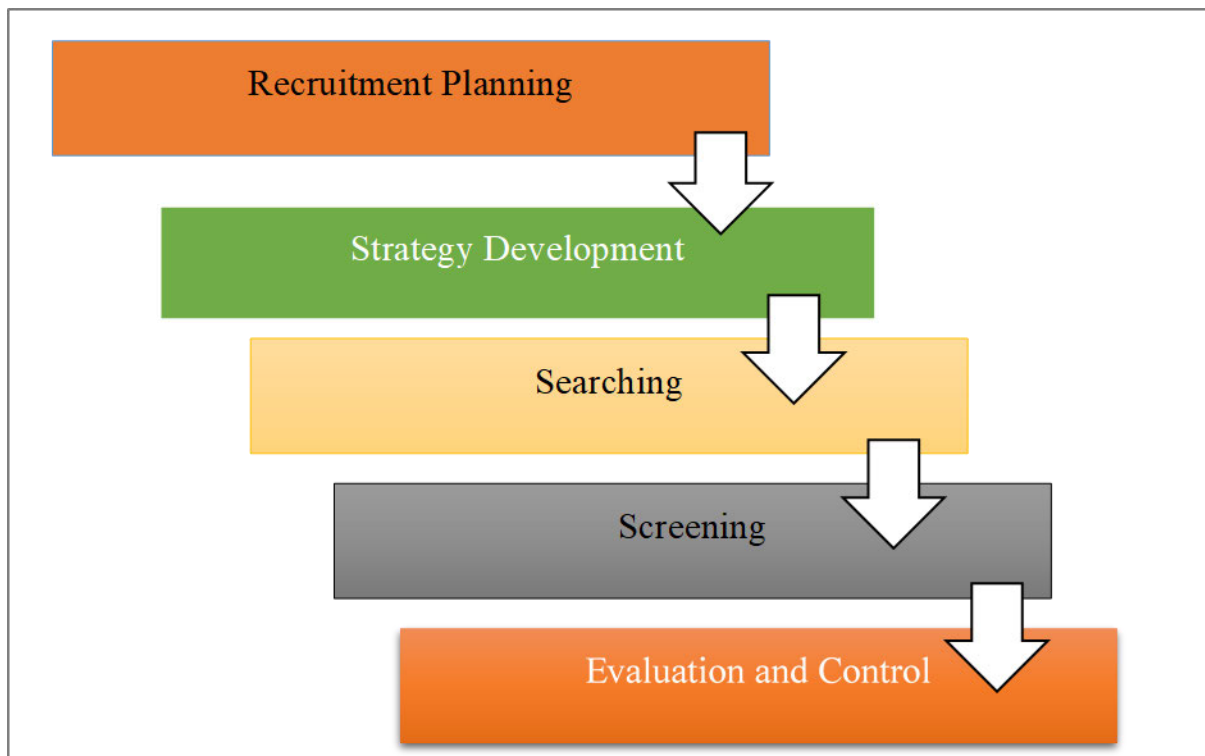 Recruitment Planning
Strategy Development
Searching
Screening
Evaluation and Control